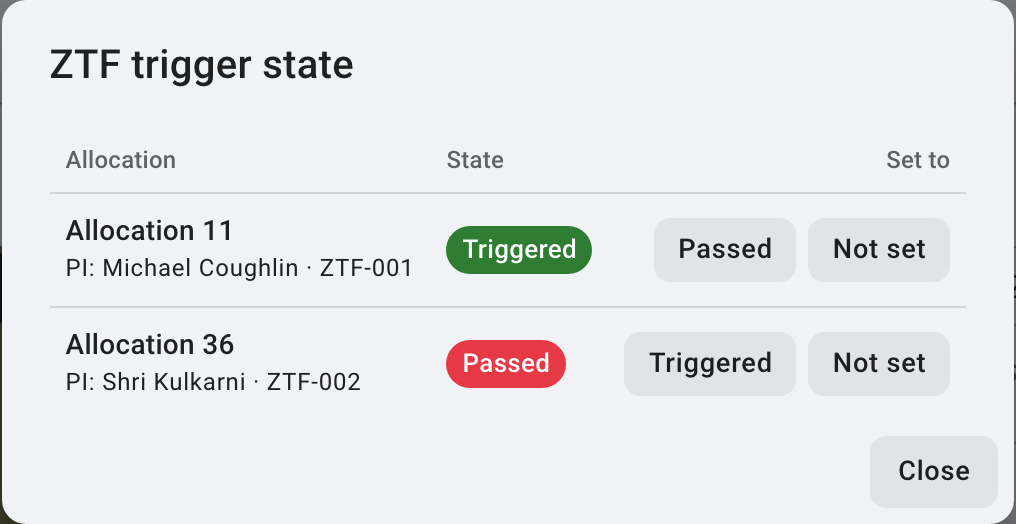 ZTF trigger state
Allocation State Set to
Allocation 11
PI: Michael Coughlin · ZTF-001
Triggered Passed Not set
Allocation 36
PI: Shri Kulkarni · ZTF-002
Passed Triggered Not set
Close